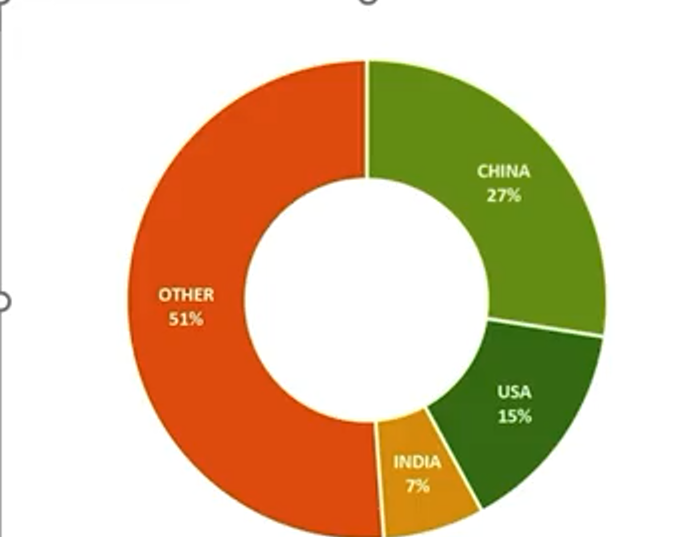 CHINA
27%
OTHER
51%
USA
15%
INDIA
7%